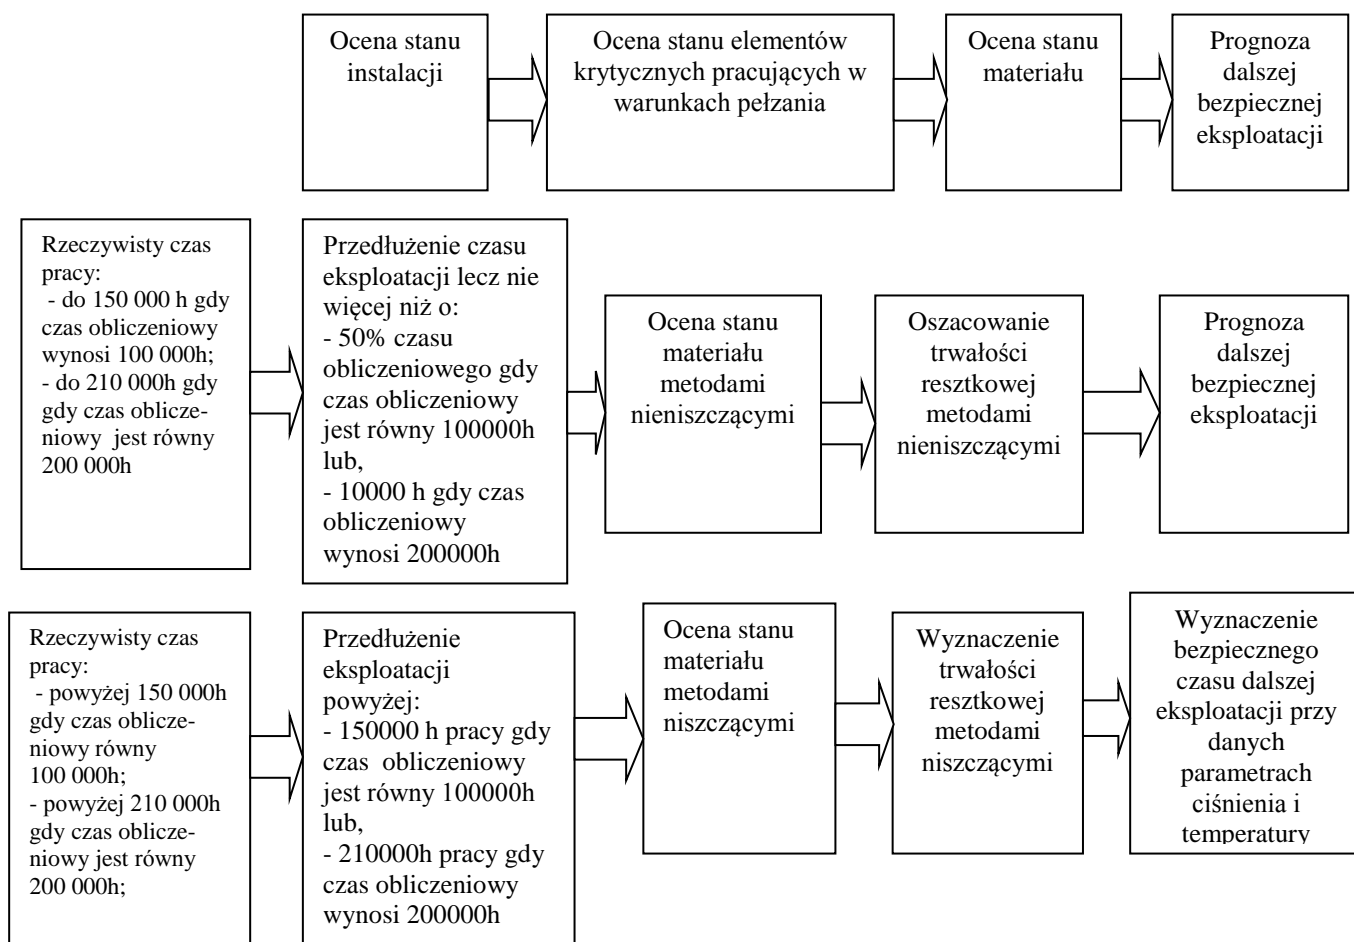 Ocena stanu
instalacji
Ocena stanu elementów
krytycznych pracujących w
warunkach pełzania
Ocena stanu
materiału
Prognoza
dalszej
bezpiecznej
eksploatacji
Rzeczywisty czas
pracy:
- do 150 000 h gdy
czas obliczeniowy
wynosi 100 000h;
- do 210 000h gdy
gdy czas oblicze-
niowy jest równy
200 000h
Przedłużenie czasu
eksploatacji lecz nie
więcej niż o:
- 50% czasu
obliczeniowego gdy
czas obliczeniowy
jest równy 100000h
lub,
- 10000 h gdy czas
obliczeniowy
wynosi 200000h
Ocena stanu
materiału
metodami
nieniszczącymi
Oszacowanie
trwałości
resztkowej
metodami
nieniszczącymi
Prognoza
dalszej
bezpiecznej
eksploatacji
Rzeczywisty czas
pracy:
- powyżej 150 000h
gdy czas oblicze-
niowy równy
100 000h;
- powyżej 210 000h
gdy czas oblicze-
niowy jest równy
200 000h;
Przedłużenie
eksploatacji
powyżej:
- 150000 h pracy gdy
czas obliczeniowy
jest równy 100000h
lub,
- 210000h pracy gdy
czas obliczeniowy
wynosi 200000h
Ocena stanu
materiału
metodami
niszczącymi
Wyznaczenie
trwałości
resztkowej
metodami
niszczącymi
Wyznaczenie
bezpiecznego
czasu dalszej
eksploatacji przy
danych
parametrach
ciśnienia i
temperatury